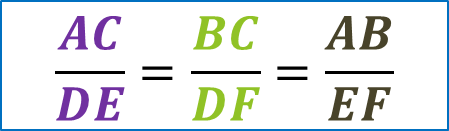 AC/DE = BC/DF = AB/EF